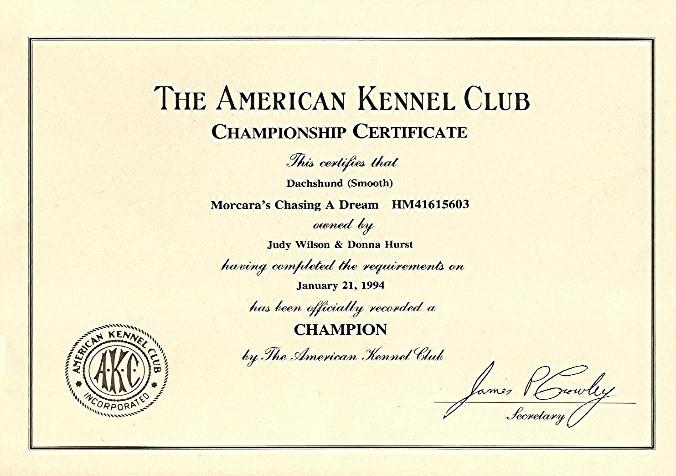 THE AMERICAN KENNEL CLUB
CHAMPIONSHIP CERTIFICATE
This certifies that
Dachshund (Smooth)
Morcara's Chasing A Dream HM41615603
owned by
Judy Wilson & Donna Hurst
having completed the requirements on
January 21, 1994
has been officially recorded a
CHAMPION
by The American Kennel Club
AMERICAN KENNEL CLUB
A·K·C
INCORPORATED
James P Crowley
Secretary